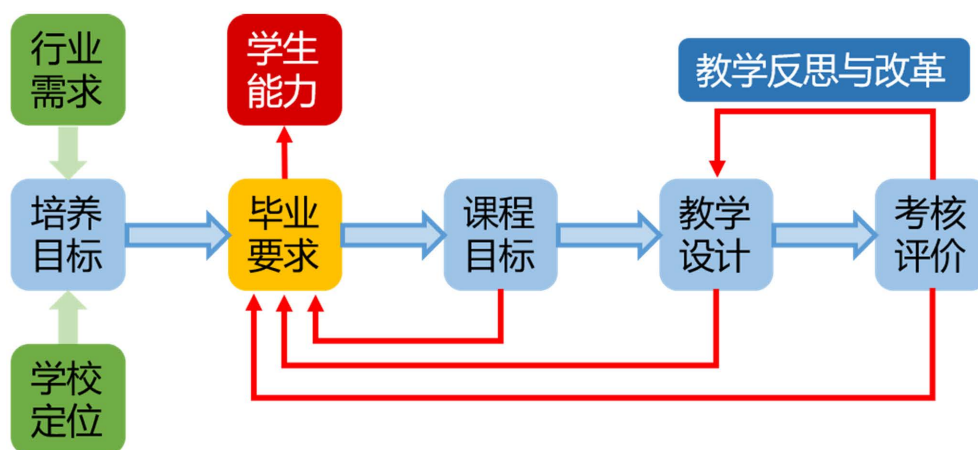 行业
需求
学生
能力
教学反思与改革
培养
目标
毕业
要求
课程
目标
教学
设计
考核
评价
学校
定位